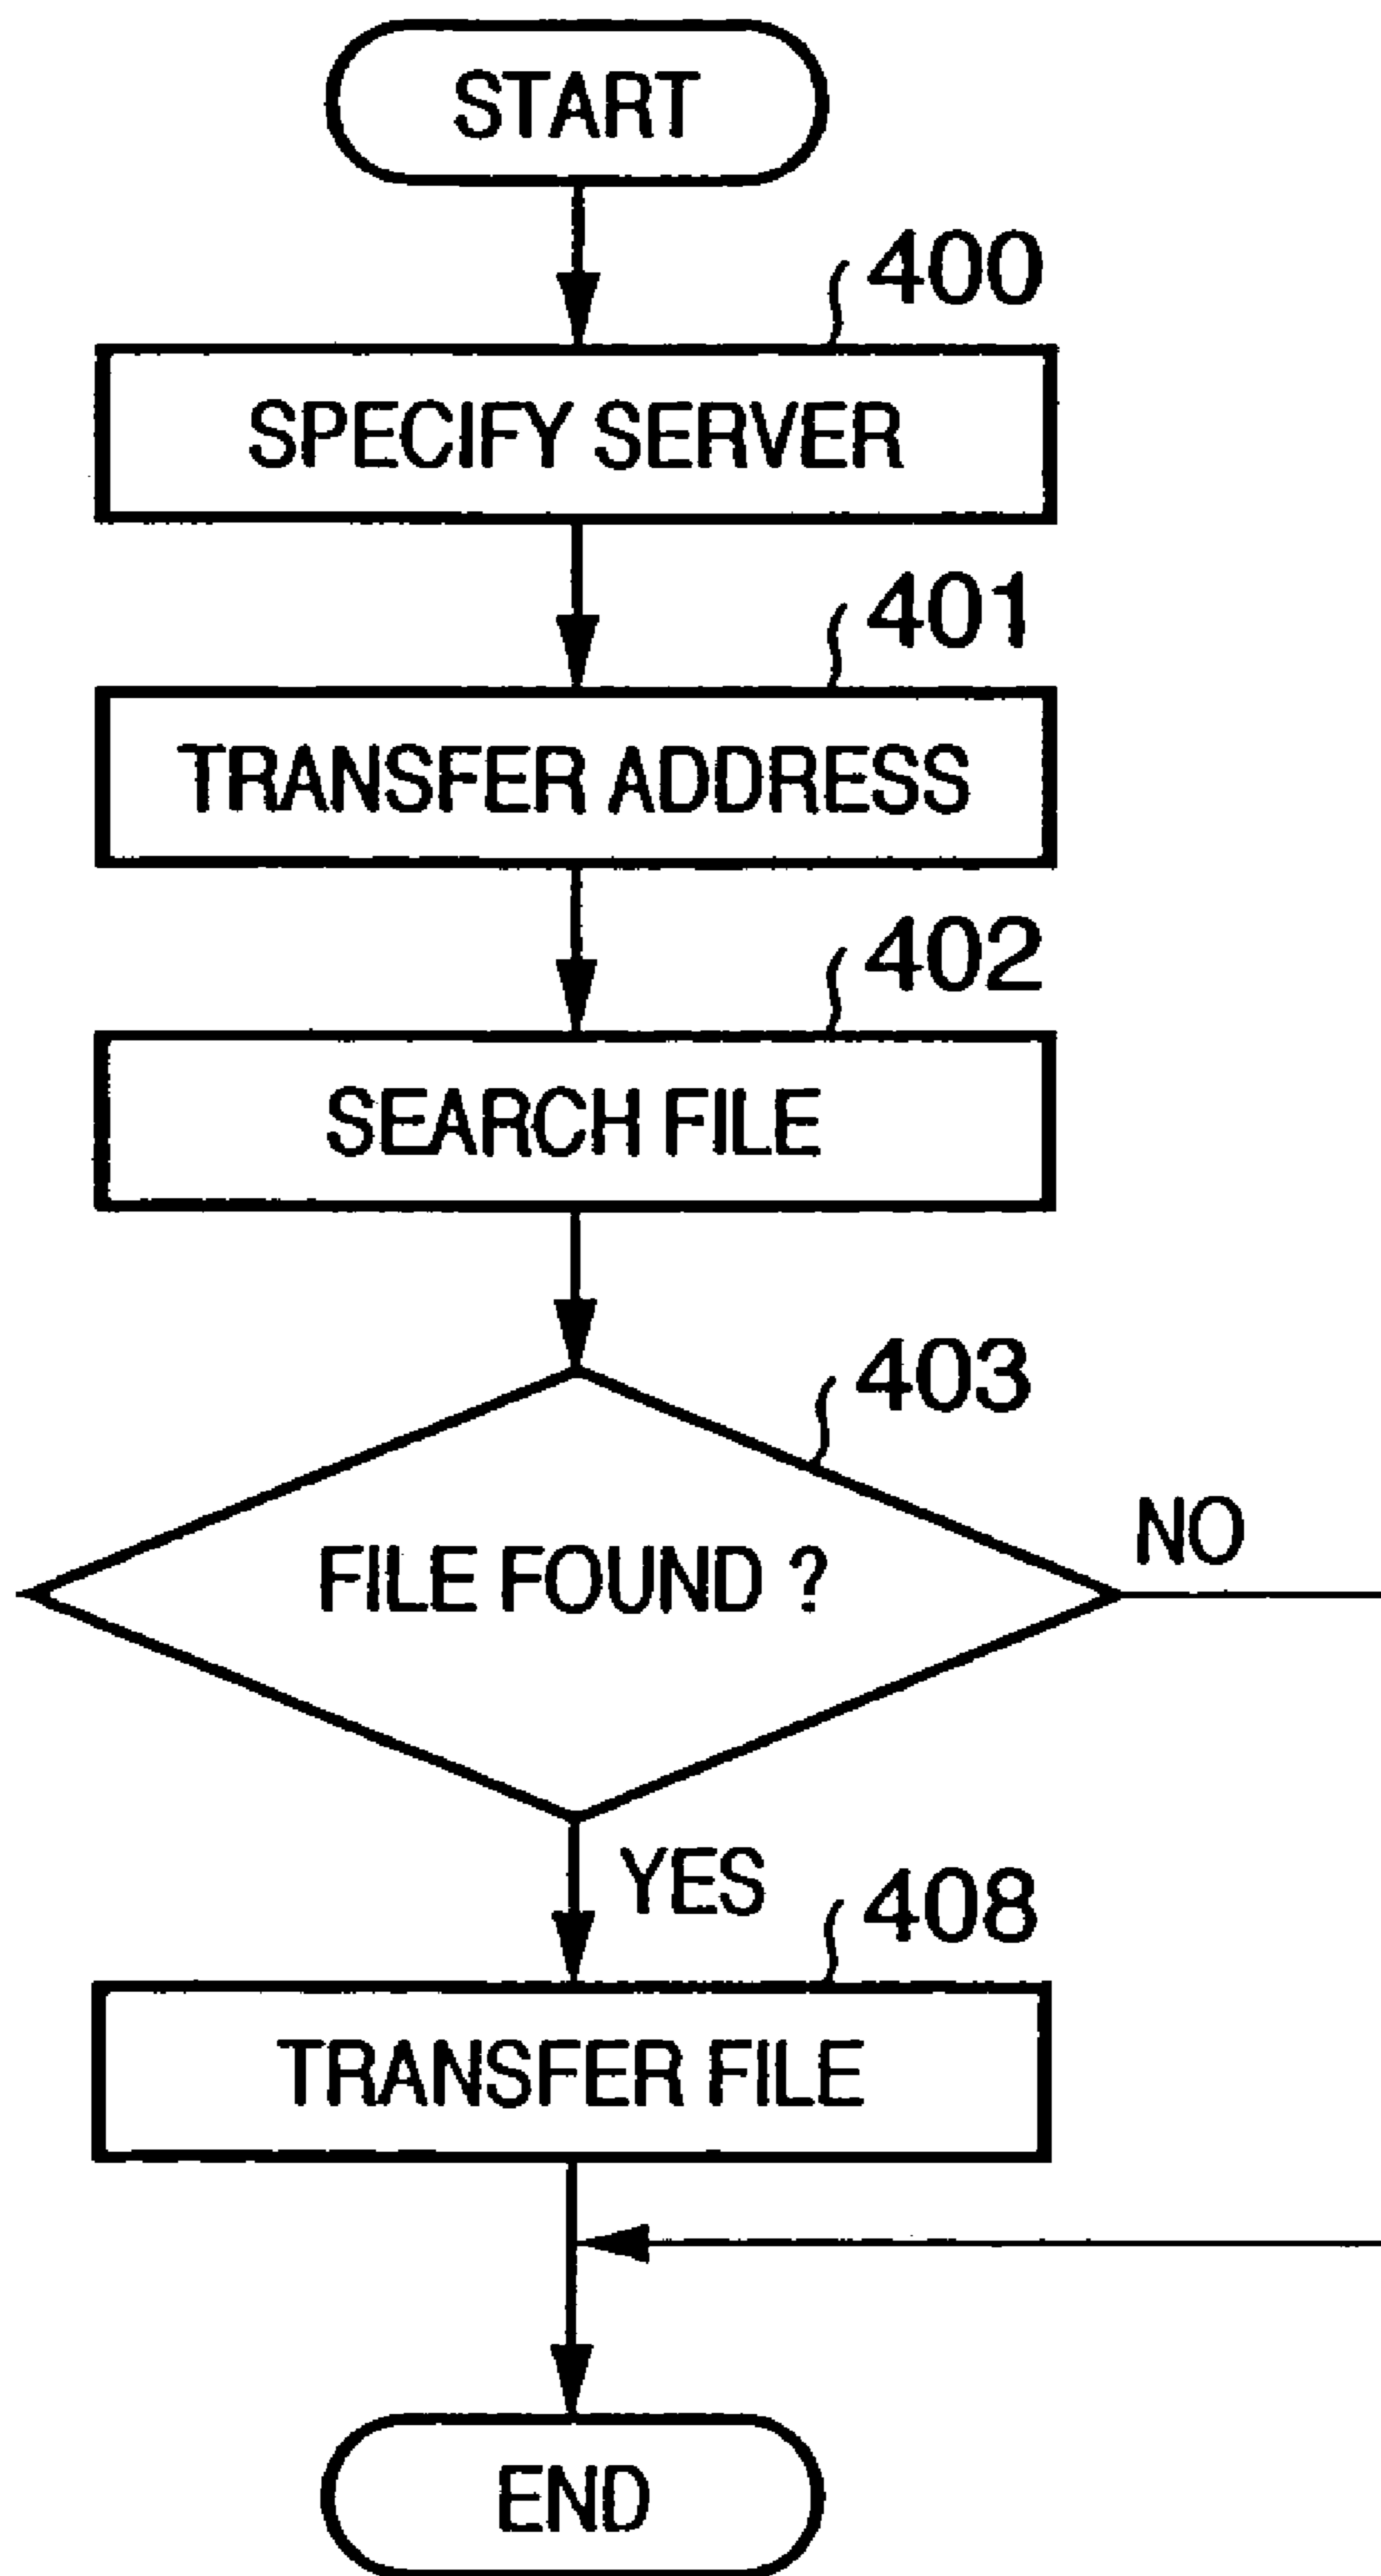 START
400
SPECIFY SERVER
401
TRANSFER ADDRESS
402
SEARCH FILE
403
FILE FOUND ?
NO
YES
408
TRANSFER FILE
END